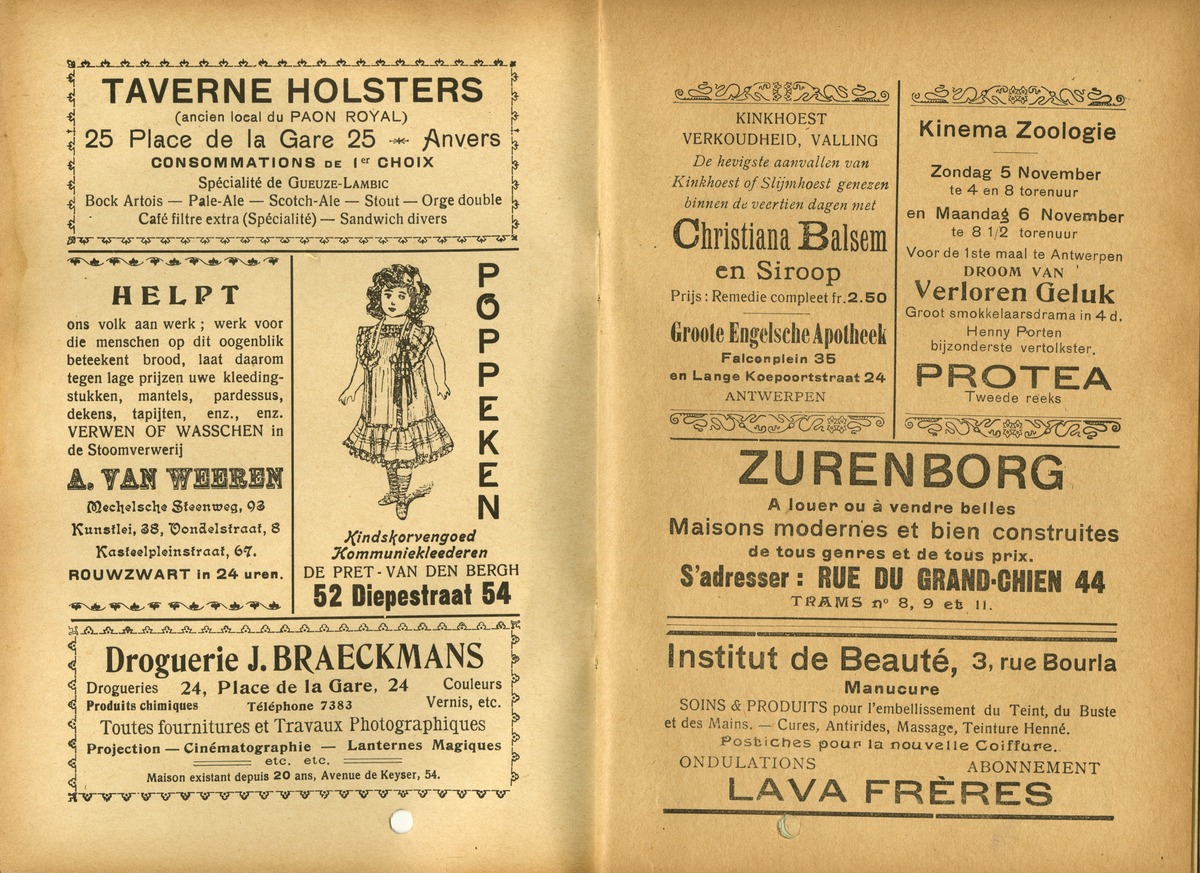 TAVERNE HOLSTERS
(ancien local du PAON ROYAL)
25 Place de la Gare 25 Anvers
CONSOMMATIONS DE 1er CHOIX
Spécialité de GUEUZE-LAMBIC
Bock Artois — Pale-Ale — Scotch-Ale — Stout — Orge double
Café filtre extra (Spécialité) — Sandwich divers
HELPT
ons volk aan werk ; werk voor
die menschen op dit oogenblik
beteekent brood, laat daarom
tegen lage prijzen uwe kleeding-
stukken, mantels, pardessus,
dekens, tapijten, enz., enz.
VERWEN OF WASSCHEN in
de Stoomverwerij
A. VAN WEEREN
Mechelsche Steenweg, 93
Kunstlei, 38, Vondelstraat, 8
Kasteelpleinstraat, 67.
ROUWZWART in 24 uren.
POPPEKEN
Kindskorvengoed
Kommuniekleederen
DE PRET - VAN DEN BERGH
52 Diepestraat 54
Droguerie J. BRAECKMANS
Drogueries 24, Place de la Gare, 24 Couleurs
Produits chimiques Téléphone 7383 Vernis, etc.
Toutes fournitures et Travaux Photographiques
Projection — Cinématographie — Lanternes Magiques
etc. etc.
Maison existant depuis 20 ans, Avenue de Keyser, 54.
KINKHOEST
VERKOUDHEID, VALLING
De hevigste aanvallen van
Kinkhoest of Slijmhoest genezen
binnen de veertien dagen met
Christiana Balsem
en Siroop
Prijs : Remedie compleet fr. 2.50
Groote Engelsche Apotheek
Falconplein 35
en Lange Koepoortstraat 24
ANTWERPEN
Kinema Zoologie
Zondag 5 November
te 4 en 8 torenuur
en Maandag 6 November
te 8 1/2 torenuur
Voor de 1ste maal te Antwerpen
DROOM VAN
Verloren Geluk
Groot smokkelaarsdrama in 4 d.
Henny Porten
bijzonderste vertolkster.
PROTEA
Tweede reeks
ZURENBORG
A louer ou à vendre belles
Maisons modernes et bien construites
de tous genres et de tous prix.
S'adresser : RUE DU GRAND-CHIEN 44
TRAMS nº 8, 9 et 11.
Institut de Beauté, 3, rue Bourla
Manucure
SOINS & PRODUITS pour l'embellissement du Teint, du Buste
et des Mains. — Cures, Antirides, Massage, Teinture Henné.
Postiches pour la nouvelle Coiffure.
ONDULATIONS ABONNEMENT
LAVA FRÈRES